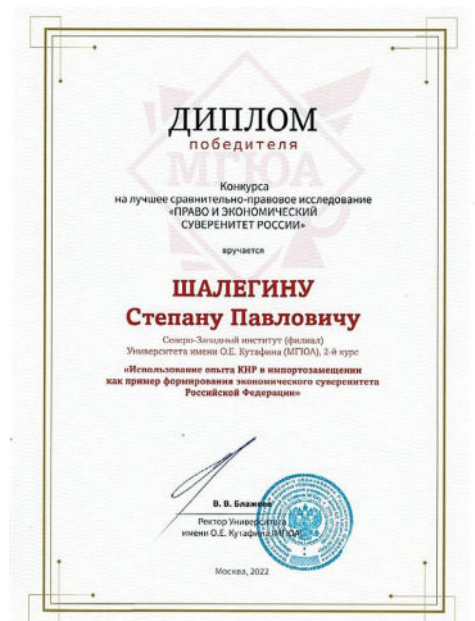 ДИПЛОМ
победителя
МГЮА
Конкурса
на лучшее сравнительно-правовое исследование
«ПРАВО И ЭКОНОМИЧЕСКИЙ
СУВЕРЕНИТЕТ РОССИИ»
вручается
ШАЛЕГИНУ
Степану Павловичу
Северо-Западный институт (филиал)
Университета имени О.Е. Кутафина (МГЮА), 2-й курс
«Использование опыта КНР в импортозамещении
как пример формирования экономического суверенитета
Российской Федерации»
В. В. Блажеев
Ректор Университета
имени О.Е. Кутафина (МГЮА)
Москва, 2022